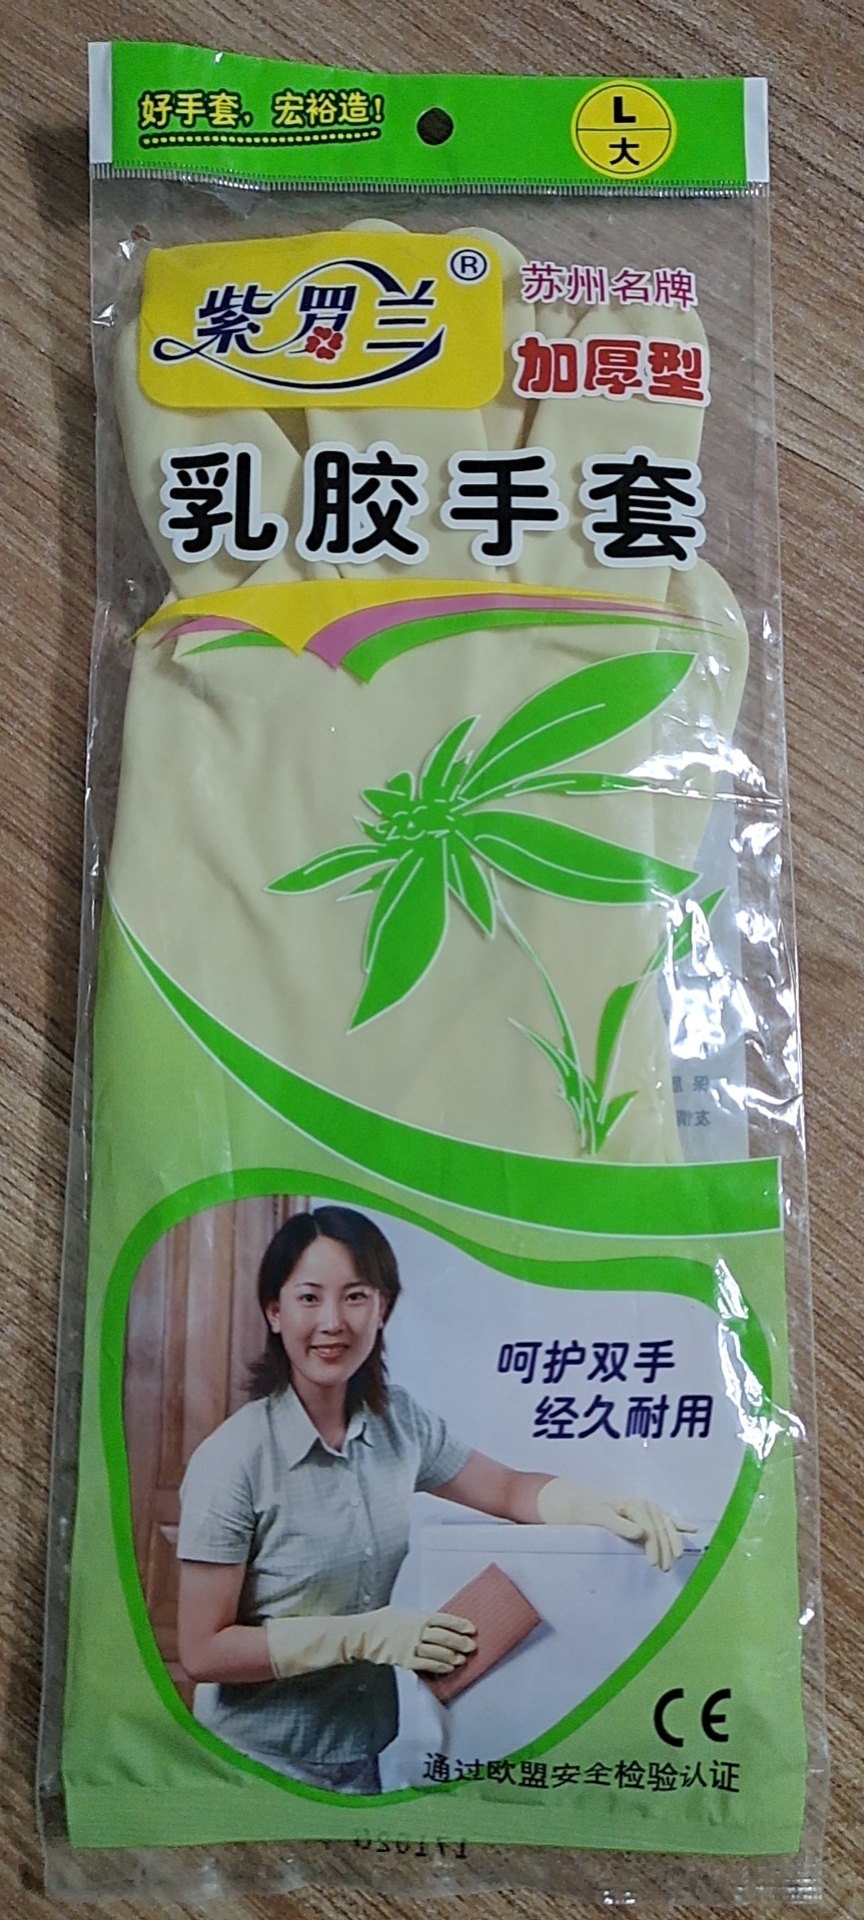 好手套，宏裕造！
L
大
紫罗兰®
苏州名牌
加厚型
乳胶手套
呵护双手
经久耐用
CE
通过欧盟安全检验认证